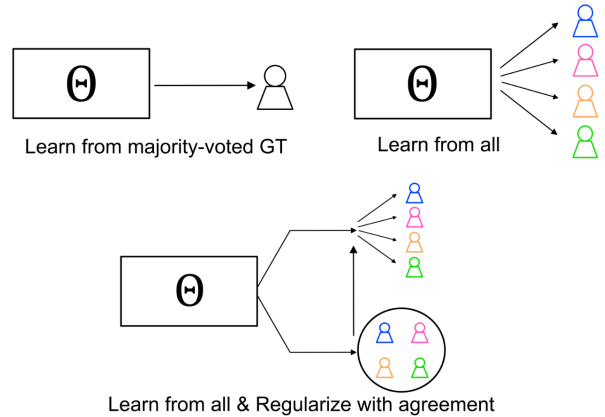 Θ
Θ
Learn from majority-voted GT
Learn from all
Θ
Learn from all & Regularize with agreement